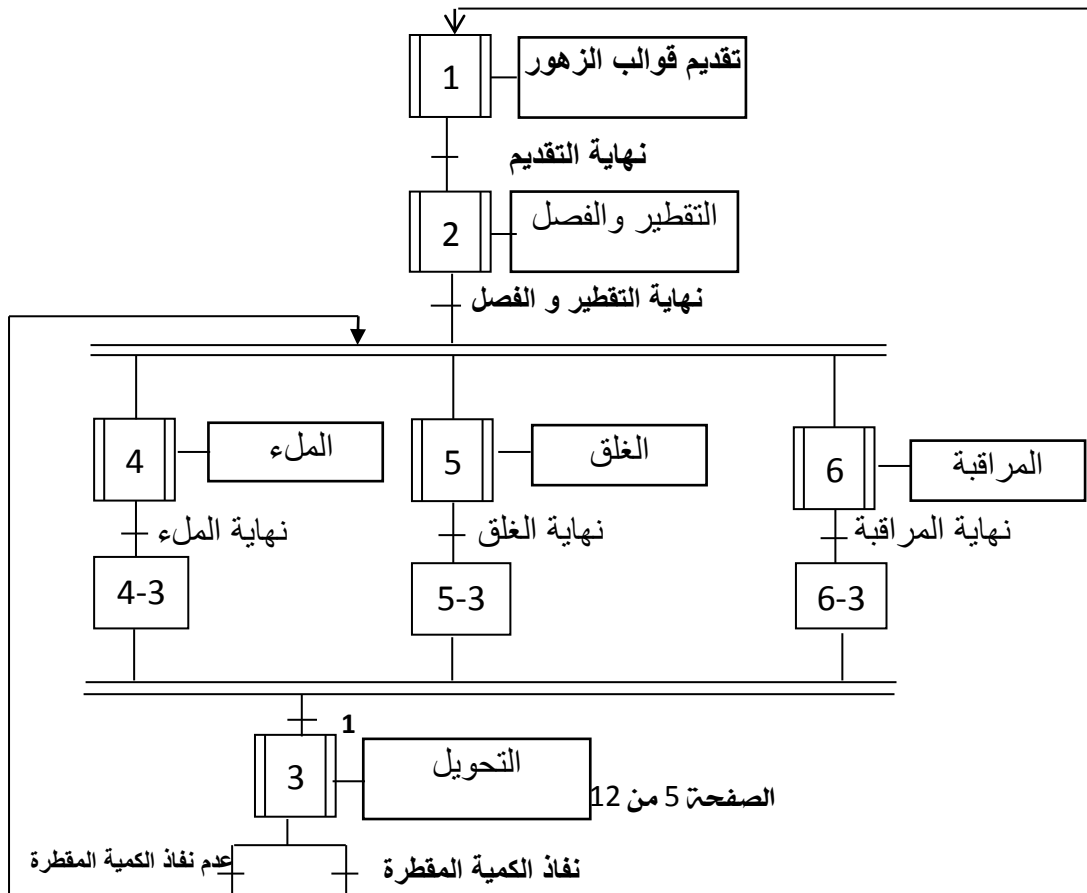 1
تقديم قوالب الزهور
نهاية التقديم
2
التقطير والفصل
نهاية التقطير و الفصل
4
الملء
5
الغلق
6
المراقبة
نهاية الملء
نهاية الغلق
نهاية المراقبة
4-3
5-3
6-3
1
3
التحويل
الصفحة 5 من 12
عدم نفاذ الكمية المقطرة
نفاذ الكمية المقطرة